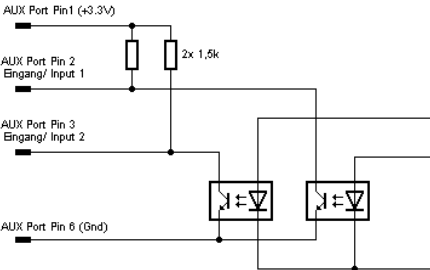 AUX Port Pin1 (+3.3V)
2x 1,5k
AUX Port Pin 2
Eingang/ Input 1
AUX Port Pin 3
Eingang/ Input 2
AUX Port Pin 6 (Gnd)